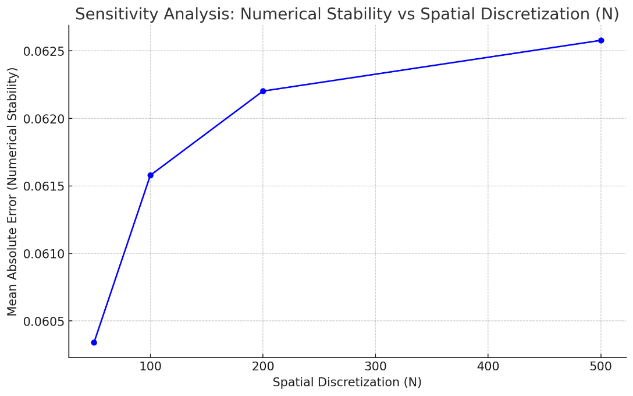 Sensitivity Analysis: Numerical Stability vs Spatial Discretization (N)
Mean Absolute Error (Numerical Stability)
0.0625
0.0620
0.0615
0.0610
0.0605
100 200 300 400 500
Spatial Discretization (N)